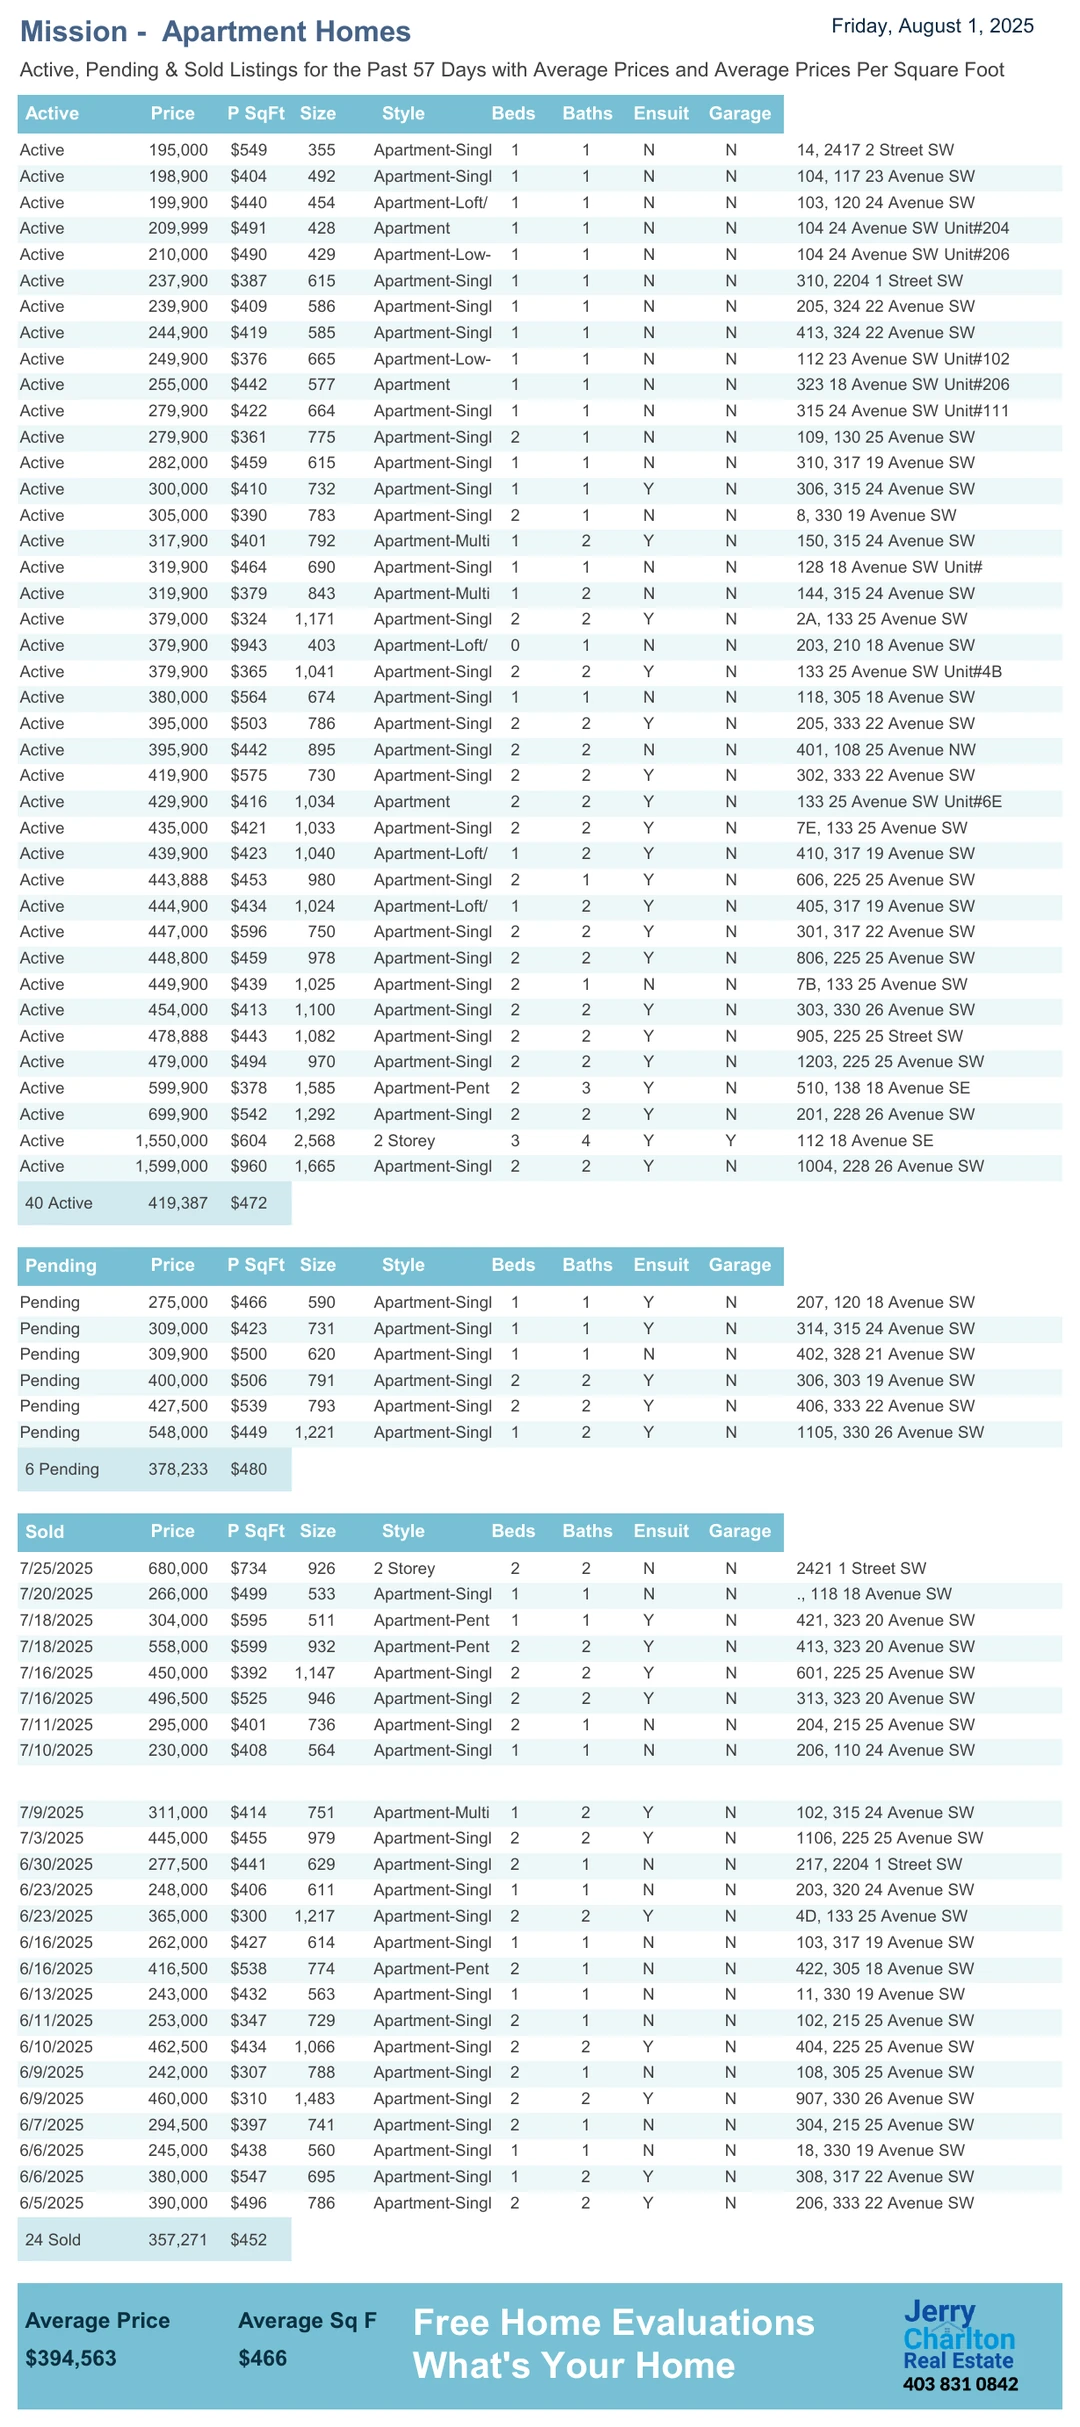 Mission -  Apartment Homes
Friday, August 1, 2025
Active, Pending & Sold Listings for the Past 57 Days with Average Prices and Average Prices Per Square Foot
Active Price P SqFt Size Style Beds Baths Ensuit Garage
Active 195,000 $549 355 Apartment-Singl 1 1 N N 14, 2417 2 Street SW
Active 198,900 $404 492 Apartment-Singl 1 1 N N 104, 117 23 Avenue SW
Active 199,900 $440 454 Apartment-Loft/ 1 1 N N 103, 120 24 Avenue SW
Active 209,999 $491 428 Apartment 1 1 N N 104 24 Avenue SW Unit#204
Active 210,000 $490 429 Apartment-Low- 1 1 N N 104 24 Avenue SW Unit#206
Active 237,900 $387 615 Apartment-Singl 1 1 N N 310, 2204 1 Street SW
Active 239,900 $409 586 Apartment-Singl 1 1 N N 205, 324 22 Avenue SW
Active 244,900 $419 585 Apartment-Singl 1 1 N N 413, 324 22 Avenue SW
Active 249,900 $376 665 Apartment-Low- 1 1 N N 112 23 Avenue SW Unit#102
Active 255,000 $442 577 Apartment 1 1 N N 323 18 Avenue SW Unit#206
Active 279,900 $422 664 Apartment-Singl 1 1 N N 315 24 Avenue SW Unit#111
Active 279,900 $361 775 Apartment-Singl 2 1 N N 109, 130 25 Avenue SW
Active 282,000 $459 615 Apartment-Singl 1 1 N N 310, 317 19 Avenue SW
Active 300,000 $410 732 Apartment-Singl 1 1 Y N 306, 315 24 Avenue SW
Active 305,000 $390 783 Apartment-Singl 2 1 N N 8, 330 19 Avenue SW
Active 317,900 $401 792 Apartment-Multi 1 2 Y N 150, 315 24 Avenue SW
Active 319,900 $464 690 Apartment-Singl 1 1 N N 128 18 Avenue SW Unit#
Active 319,900 $379 843 Apartment-Multi 1 2 N N 144, 315 24 Avenue SW
Active 379,000 $324 1,171 Apartment-Singl 2 2 Y N 2A, 133 25 Avenue SW
Active 379,900 $943 403 Apartment-Loft/ 0 1 N N 203, 210 18 Avenue SW
Active 379,900 $365 1,041 Apartment-Singl 2 2 Y N 133 25 Avenue SW Unit#4B
Active 380,000 $564 674 Apartment-Singl 1 1 N N 118, 305 18 Avenue SW
Active 395,000 $503 786 Apartment-Singl 2 2 Y N 205, 333 22 Avenue SW
Active 395,900 $442 895 Apartment-Singl 2 2 N N 401, 108 25 Avenue NW
Active 419,900 $575 730 Apartment-Singl 2 2 Y N 302, 333 22 Avenue SW
Active 429,900 $416 1,034 Apartment 2 2 Y N 133 25 Avenue SW Unit#6E
Active 435,000 $421 1,033 Apartment-Singl 2 2 Y N 7E, 133 25 Avenue SW
Active 439,900 $423 1,040 Apartment-Loft/ 1 2 Y N 410, 317 19 Avenue SW
Active 443,888 $453 980 Apartment-Singl 2 1 Y N 606, 225 25 Avenue SW
Active 444,900 $434 1,024 Apartment-Loft/ 1 2 Y N 405, 317 19 Avenue SW
Active 447,000 $596 750 Apartment-Singl 2 2 Y N 301, 317 22 Avenue SW
Active 448,800 $459 978 Apartment-Singl 2 2 Y N 806, 225 25 Avenue SW
Active 449,900 $439 1,025 Apartment-Singl 2 1 N N 7B, 133 25 Avenue SW
Active 454,000 $413 1,100 Apartment-Singl 2 2 Y N 303, 330 26 Avenue SW
Active 478,888 $443 1,082 Apartment-Singl 2 2 Y N 905, 225 25 Street SW
Active 479,000 $494 970 Apartment-Singl 2 2 Y N 1203, 225 25 Avenue SW
Active 599,900 $378 1,585 Apartment-Pent 2 3 Y N 510, 138 18 Avenue SE
Active 699,900 $542 1,292 Apartment-Singl 2 2 Y N 201, 228 26 Avenue SW
Active 1,550,000 $604 2,568 2 Storey 3 4 Y Y 112 18 Avenue SE
Active 1,599,000 $960 1,665 Apartment-Singl 2 2 Y N 1004, 228 26 Avenue SW
40 Active 419,387 $472
Pending Price P SqFt Size Style Beds Baths Ensuit Garage
Pending 275,000 $466 590 Apartment-Singl 1 1 Y N 207, 120 18 Avenue SW
Pending 309,000 $423 731 Apartment-Singl 1 1 Y N 314, 315 24 Avenue SW
Pending 309,900 $500 620 Apartment-Singl 1 1 N N 402, 328 21 Avenue SW
Pending 400,000 $506 791 Apartment-Singl 2 2 Y N 306, 303 19 Avenue SW
Pending 427,500 $539 793 Apartment-Singl 2 2 Y N 406, 333 22 Avenue SW
Pending 548,000 $449 1,221 Apartment-Singl 1 2 Y N 1105, 330 26 Avenue SW
6 Pending 378,233 $480
Sold Price P SqFt Size Style Beds Baths Ensuit Garage
7/25/2025 680,000 $734 926 2 Storey 2 2 N N 2421 1 Street SW
7/20/2025 266,000 $499 533 Apartment-Singl 1 1 N N ., 118 18 Avenue SW
7/18/2025 304,000 $595 511 Apartment-Pent 1 1 Y N 421, 323 20 Avenue SW
7/18/2025 558,000 $599 932 Apartment-Pent 2 2 Y N 413, 323 20 Avenue SW
7/16/2025 450,000 $392 1,147 Apartment-Singl 2 2 Y N 601, 225 25 Avenue SW
7/16/2025 496,500 $525 946 Apartment-Singl 2 2 Y N 313, 323 20 Avenue SW
7/11/2025 295,000 $401 736 Apartment-Singl 2 1 N N 204, 215 25 Avenue SW
7/10/2025 230,000 $408 564 Apartment-Singl 1 1 N N 206, 110 24 Avenue SW
7/9/2025 311,000 $414 751 Apartment-Multi 1 2 Y N 102, 315 24 Avenue SW
7/3/2025 445,000 $455 979 Apartment-Singl 2 2 Y N 1106, 225 25 Avenue SW
6/30/2025 277,500 $441 629 Apartment-Singl 2 1 N N 217, 2204 1 Street SW
6/23/2025 248,000 $406 611 Apartment-Singl 1 1 N N 203, 320 24 Avenue SW
6/23/2025 365,000 $300 1,217 Apartment-Singl 2 2 Y N 4D, 133 25 Avenue SW
6/16/2025 262,000 $427 614 Apartment-Singl 1 1 N N 103, 317 19 Avenue SW
6/16/2025 416,500 $538 774 Apartment-Pent 2 1 N N 422, 305 18 Avenue SW
6/13/2025 243,000 $432 563 Apartment-Singl 1 1 N N 11, 330 19 Avenue SW
6/11/2025 253,000 $347 729 Apartment-Singl 2 1 N N 102, 215 25 Avenue SW
6/10/2025 462,500 $434 1,066 Apartment-Singl 2 2 Y N 404, 225 25 Avenue SW
6/9/2025 242,000 $307 788 Apartment-Singl 2 1 N N 108, 305 25 Avenue SW
6/9/2025 460,000 $310 1,483 Apartment-Singl 2 2 Y N 907, 330 26 Avenue SW
6/7/2025 294,500 $397 741 Apartment-Singl 2 1 N N 304, 215 25 Avenue SW
6/6/2025 245,000 $438 560 Apartment-Singl 1 1 N N 18, 330 19 Avenue SW
6/6/2025 380,000 $547 695 Apartment-Singl 1 2 Y N 308, 317 22 Avenue SW
6/5/2025 390,000 $496 786 Apartment-Singl 2 2 Y N 206, 333 22 Avenue SW
24 Sold 357,271 $452
Average Price Average Sq F
$394,563 $466
Free Home Evaluations
What's Your Home
Jerry
Charlton
Real Estate
403 831 0842